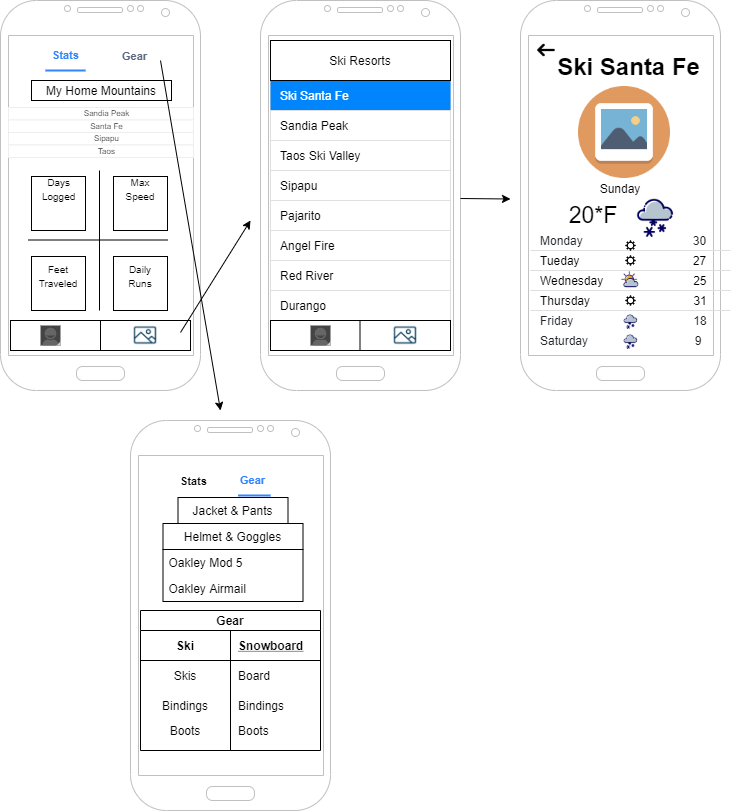 Stats
Gear
My Home Mountains
Sandia Peak
Santa Fe
Sipapu
Taos
Days
Logged
Max
Speed
Feet
Traveled
Daily
Runs
Ski Resorts
Ski Santa Fe
Sandia Peak
Taos Ski Valley
Sipapu
Pajarito
Angel Fire
Red River
Durango
Ski Santa Fe
Sunday
20*F
Monday 30
Tueday 27
Wednesday 25
Thursday 31
Friday 18
Saturday 9
Stats
Gear
Jacket & Pants
Helmet & Goggles
Oakley Mod 5
Oakley Airmail
Gear
Ski Snowboard
Skis Board
Bindings Bindings
Boots Boots